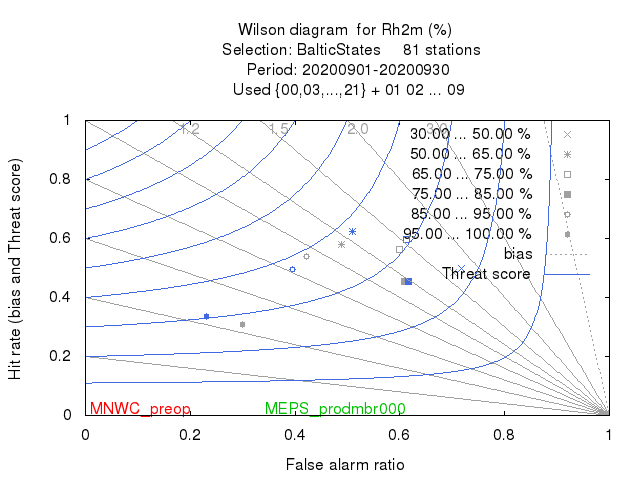 Wilson diagram for Rh2m (%)
Selection: BalticStates 81 stations
Period: 20200901-20200930
Used {00,03,...,21} + 01 02 ... 09
1.2 1.5 2.0 3.0
30.00 ... 50.00 %
50.00 ... 65.00 %
65.00 ... 75.00 %
75.00 ... 85.00 %
85.00 ... 95.00 %
95.00 ... 100.00 %
bias
Threat score
Hit rate (bias and Threat score)
1
0.8
0.6
0.4
0.2
0
MNWC_preop MEPS_prodmbr000
0 0.2 0.4 0.6 0.8 1
False alarm ratio